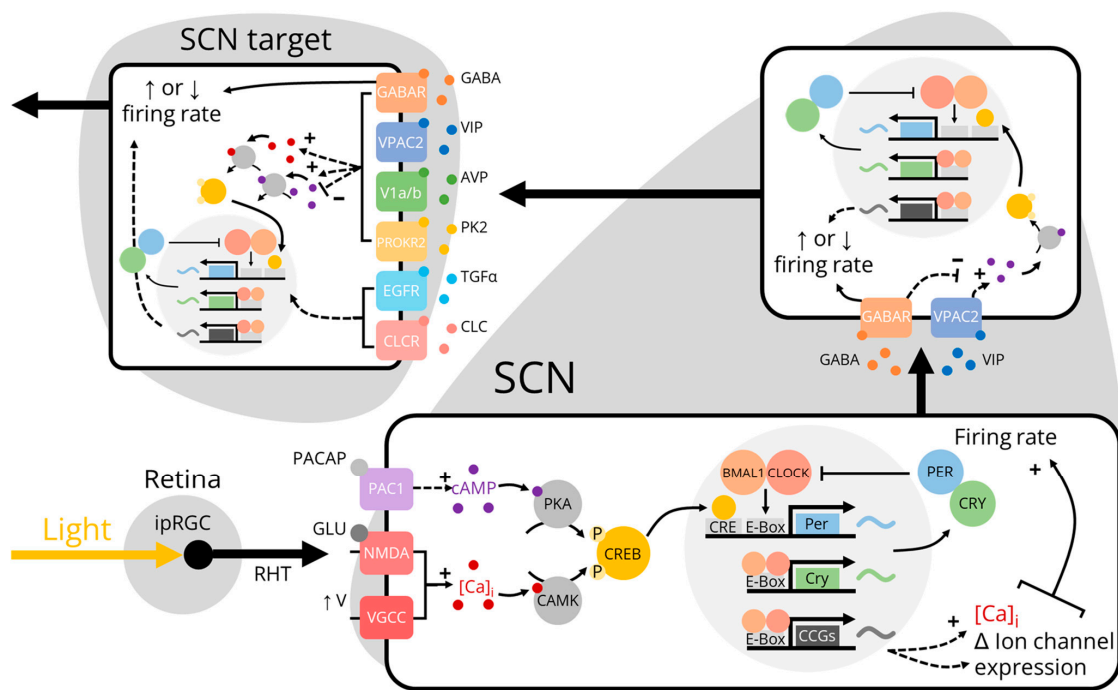 SCN target
↑ or ↓
firing rate
GABAR
GABA
VPAC2
VIP
V1a/b
AVP
PROKR2
PK2
EGFR
TGFα
CLCR
CLC
+
+
-
↑ or ↓
firing rate
-
+
GABAR
VPAC2
GABA
VIP
SCN
Retina
ipRGC
Light
RHT
PACAP
PAC1
+
cAMP
PKA
GLU
NMDA
↑ V
VGCC
+
[Ca]i
CAMK
P
P
CREB
BMAL1
CLOCK
CRE
E-Box
Per
E-Box
Cry
E-Box
CCGs
PER
CRY
Firing rate
+
+
[Ca]i
Δ Ion channel
expression